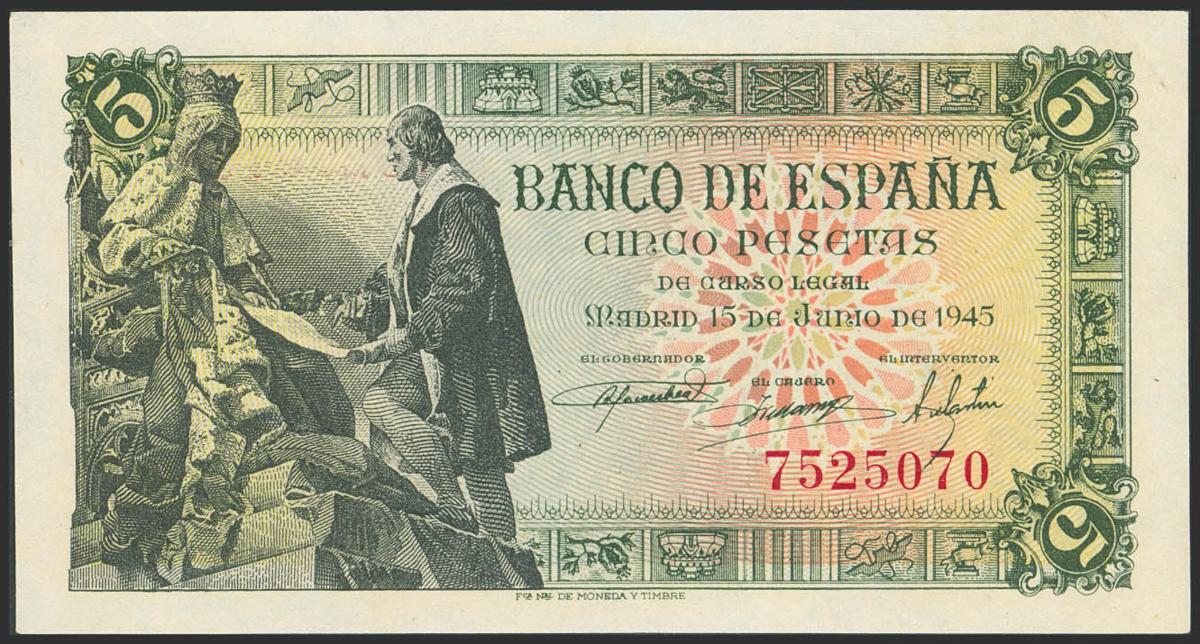 5
5
BANCO DE ESPAÑA
CINCO PESETAS
DE CURSO LEGAL
MADRID 15 DE JUNIO DE 1945
EL GOBERNADOR
EL INTERVENTOR
EL CAJERO
7525070
5
FCA NAL DE MONEDA Y TIMBRE